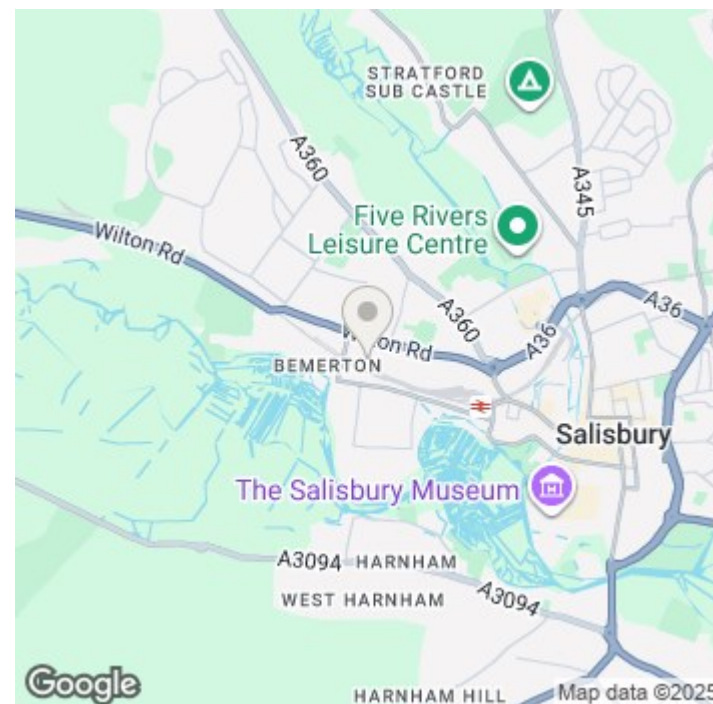 STRATFORD
SUB CASTLE
A360
A345
Five Rivers
Leisure Centre
Wilton Rd
A360
A36
A36
Wilton Rd
BEMERTON
Salisbury
The Salisbury Museum
A3094
HARNHAM
WEST HARNHAM
A3094
Google
HARNHAM HILL
Map data ©2025